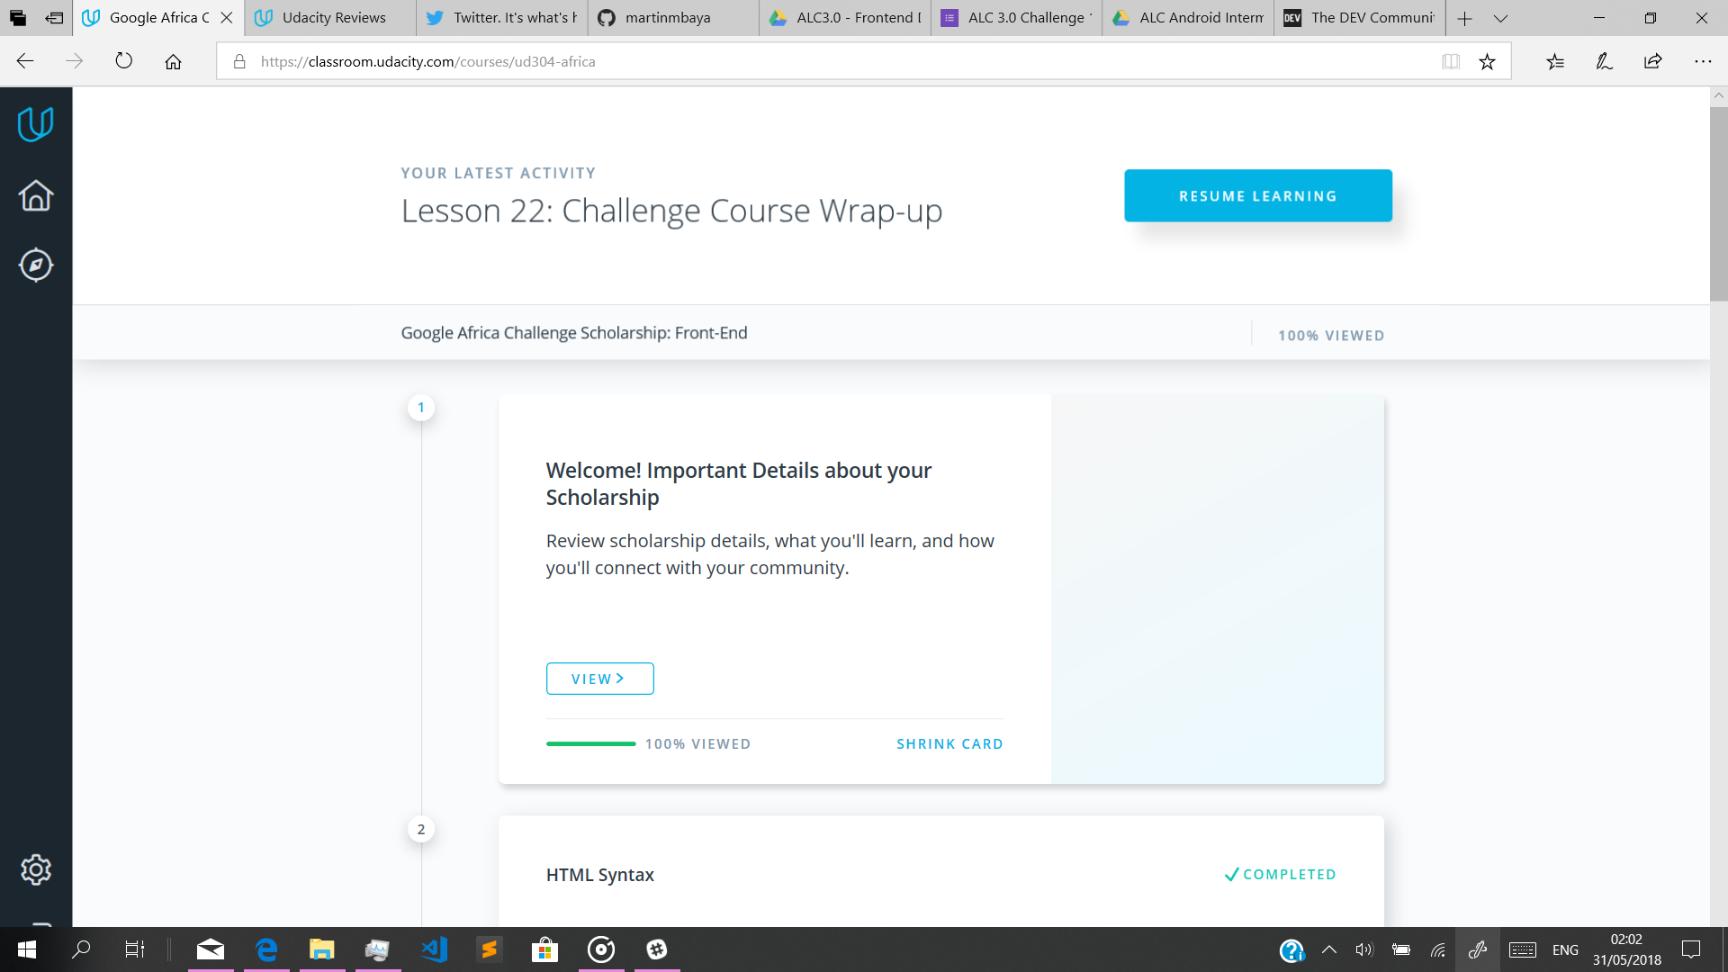 Google Africa C
Udacity Reviews
Twitter. It's what's h
martinmbaya
ALC3.0 - Frontend D
ALC 3.0 Challenge
ALC Android Interm
DEV
The DEV Communi
https://classroom.udacity.com/courses/ud304-africa
YOUR LATEST ACTIVITY
Lesson 22: Challenge Course Wrap-up
RESUME LEARNING
Google Africa Challenge Scholarship: Front-End
100% VIEWED
1
Welcome! Important Details about your
Scholarship
Review scholarship details, what you'll learn, and how
you'll connect with your community.
VIEW
100% VIEWED
SHRINK CARD
2
HTML Syntax
COMPLETED
ENG
02:02
31/05/2018